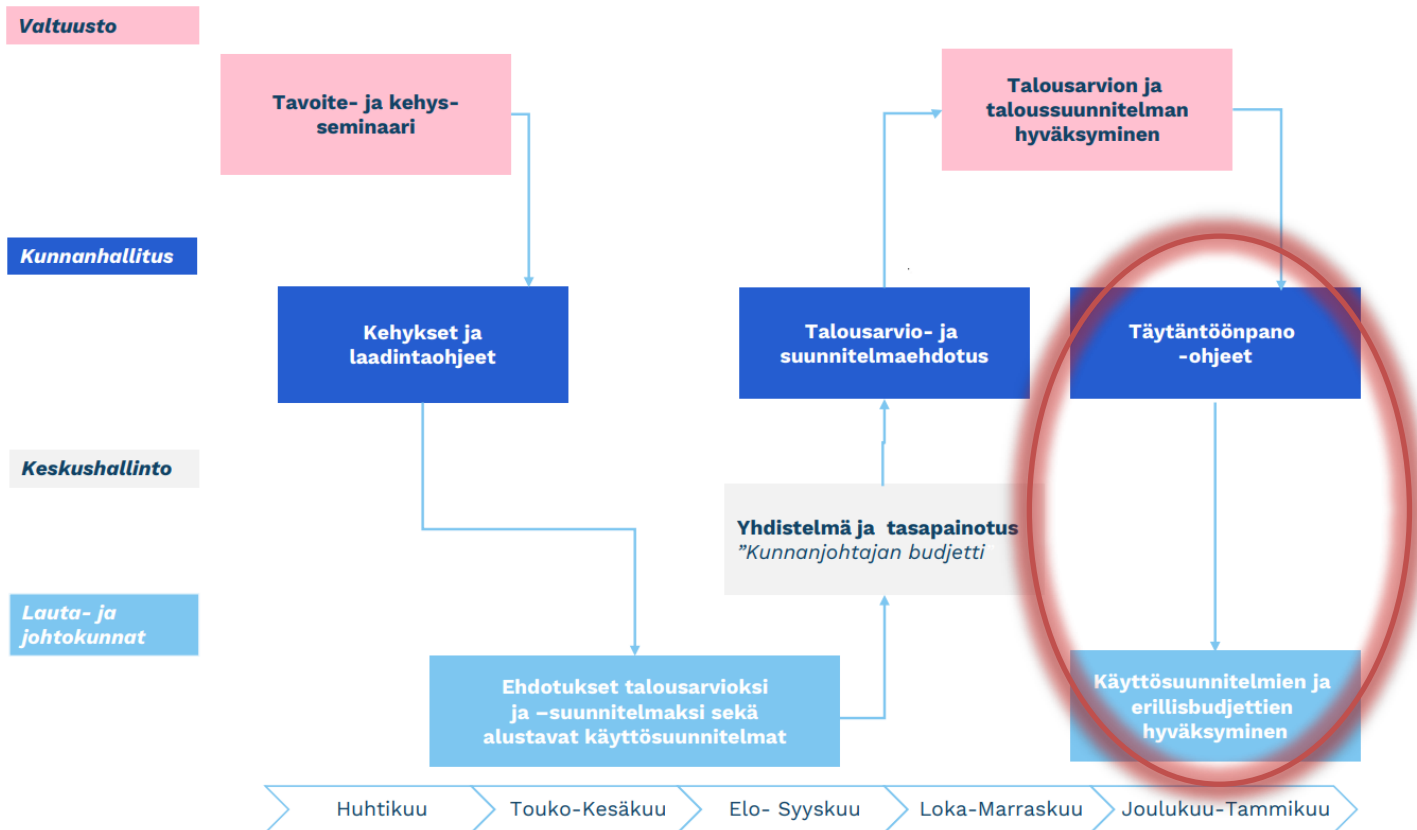 Valtuusto
Tavoite- ja kehys-
seminaari
Talousarvion ja
taloussuunnitelman
hyväksyminen
Kunnanhallitus
Kehykset ja
laadintaohjeet
Talousarvio- ja
suunnitelmaehdotus
Täytäntöönpano
-ohjeet
Keskushallinto
Yhdistelmä ja tasapainotus
”Kunnanjohtajan budjetti
Lauta- ja
johtokunnat
Ehdotukset talousarvioksi
ja –suunnitelmaksi sekä
alustavat käyttösuunnitelmat
Käyttösuunnitelmien ja
erillisbudjettien
hyväksyminen
Huhtikuu
Touko-Kesäkuu
Elo- Syyskuu
Loka-Marraskuu
Joulukuu-Tammikuu